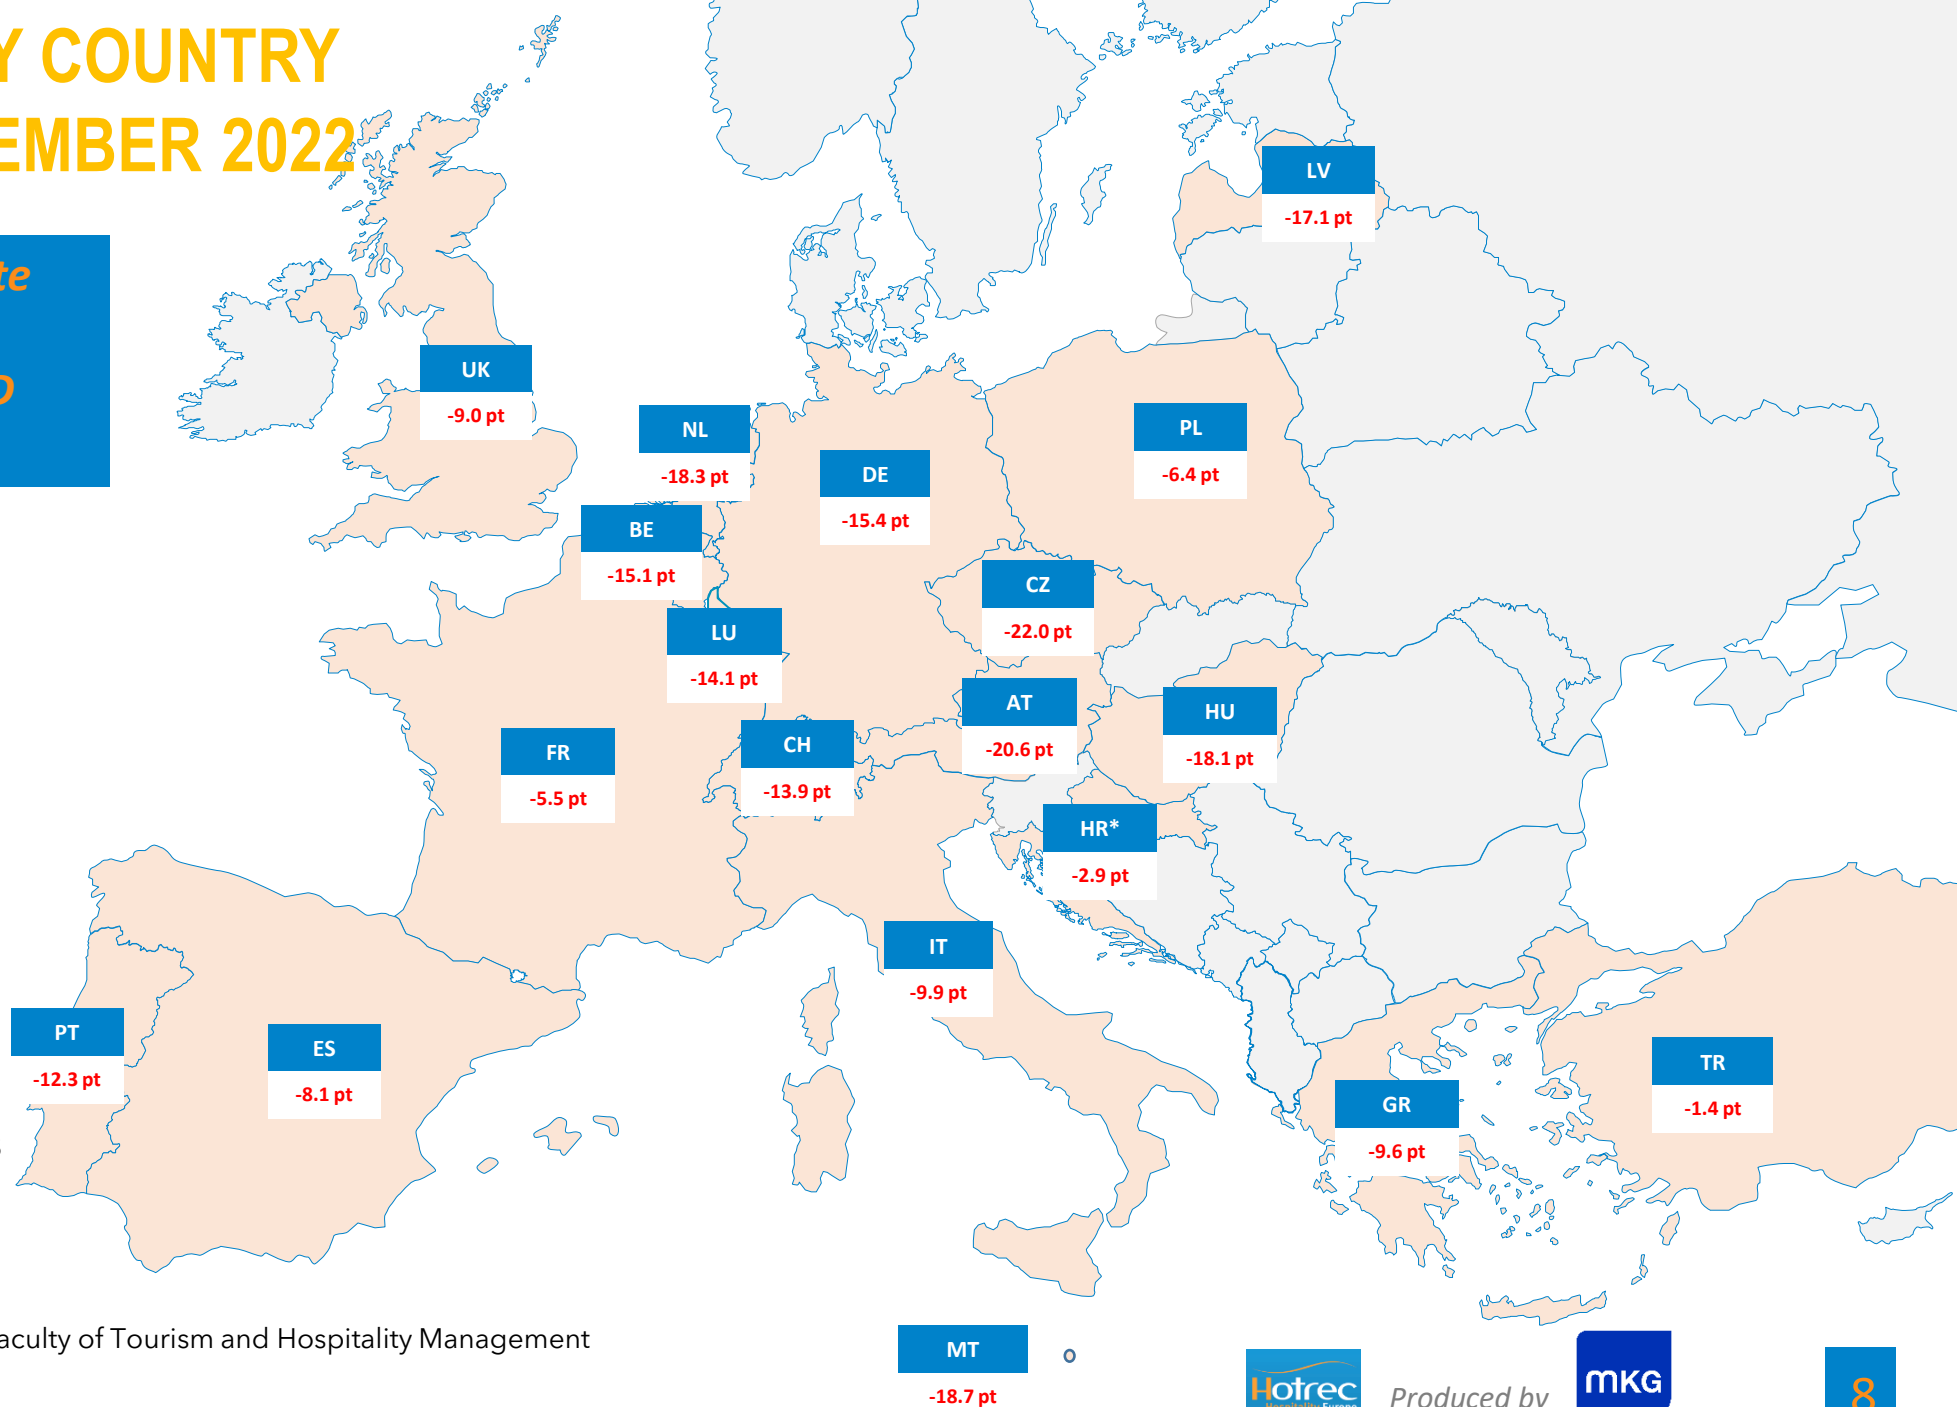 Y COUNTRY
EMBER 2022
te
LV
-17.1 pt
UK
-9.0 pt
NL
-18.3 pt
PL
-6.4 pt
DE
-15.4 pt
BE
-15.1 pt
CZ
-22.0 pt
LU
-14.1 pt
AT
-20.6 pt
HU
-18.1 pt
FR
-5.5 pt
CH
-13.9 pt
HR*
-2.9 pt
IT
-9.9 pt
PT
-12.3 pt
ES
-8.1 pt
TR
-1.4 pt
GR
-9.6 pt
aculty of Tourism and Hospitality Management
MT
-18.7 pt
Hotrec
Hospitality Europe
Produced by
MKG
8